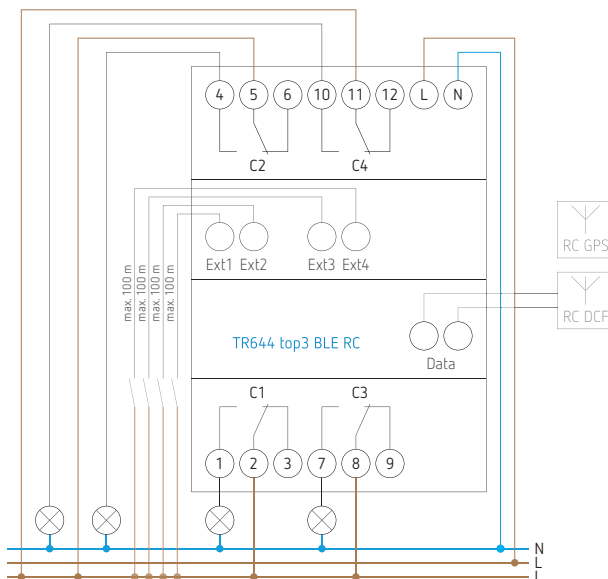 4 5 6 10 11 12 L N
C2 C4
Ext1 Ext2 Ext3 Ext4
RC GPS
max. 100 m
max. 100 m
max. 100 m
max. 100 m
RC DCF
TR644 top3 BLE RC
Data
C1 C3
1 2 3 7 8 9
N
L
L